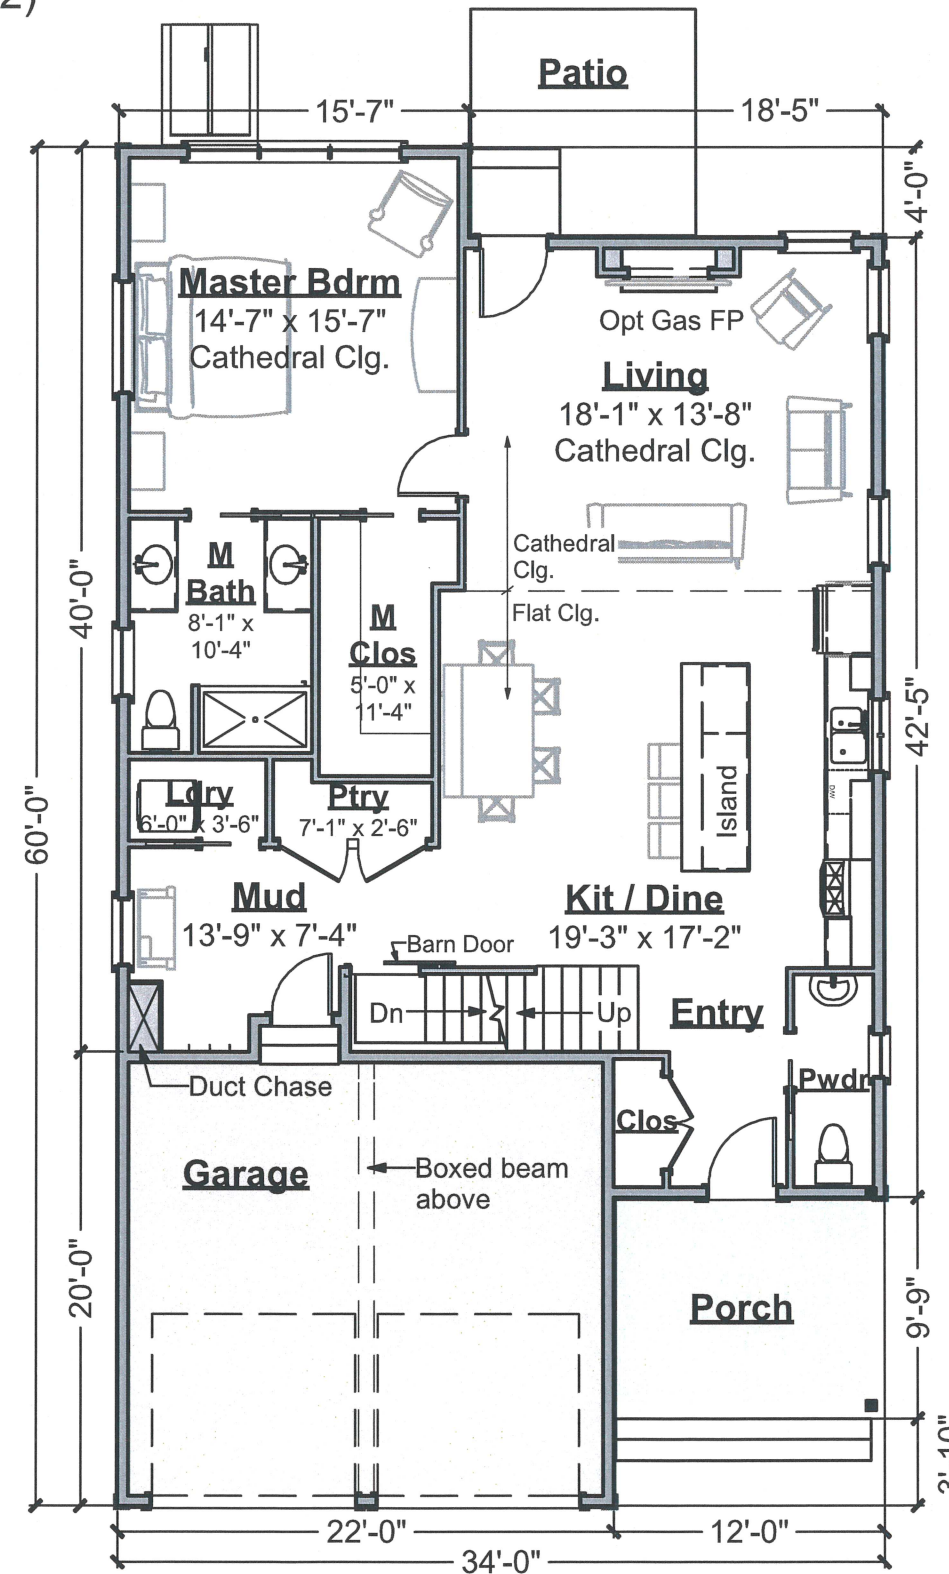 2)
Patio
15'-7"
18'-5"
4'-0"
Master Bdrm
14'-7" x 15'-7"
Cathedral Clg.
Opt Gas FP
Living
18'-1" x 13'-8"
Cathedral Clg.
Cathedral
Clg.
Flat Clg.
M
Bath
8'-1" x
10'-4"
M
Clos
5'-0" x
11'-4"
40'-0"
60'-0"
42'-5"
Island
DW
Ldry
6'-0" x 3'-6"
Ptry
7'-1" x 2'-6"
Mud
13'-9" x 7'-4"
Kit / Dine
19'-3" x 17'-2"
Barn Door
Dn
Up
Entry
Duct Chase
Pwdr
Clos
Garage
Boxed beam
above
20'-0"
Porch
9'-9"
3'-10"
22'-0"
12'-0"
34'-0"